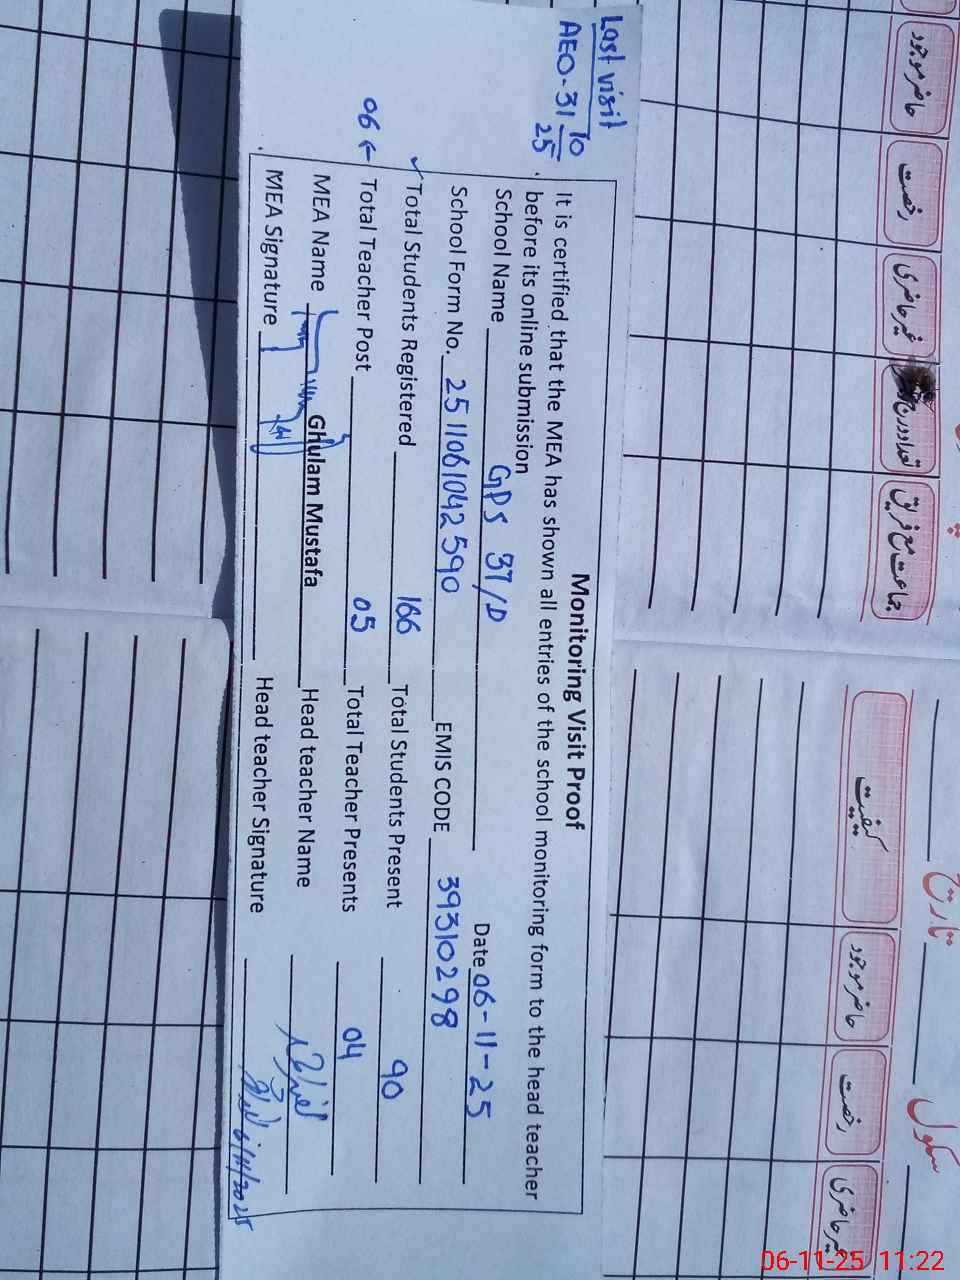 Last visit
AEO-31 10
25
Monitoring Visit Proof
It is certified that the MEA has shown all entries of the school monitoring form to the head teacher
before its online submission
School Name GPS 37/D Date 06-11-25
School Form No. 2511061042590 EMIS CODE 39310298
✓ Total Students Registered 166 Total Students Present 90
06 ← Total Teacher Post 05 Total Teacher Presents 04
MEA Name Ghulam Mustafa Head teacher Name
MEA Signature Head teacher Signature 6/11/2025
حاضر موجود
رخصت
غیر حاضری
جماعت مع فریق
کیفیت
حاضر موجود
رخصت
غیر حاضری
تاریخ
سکول
06-11-25 11:22